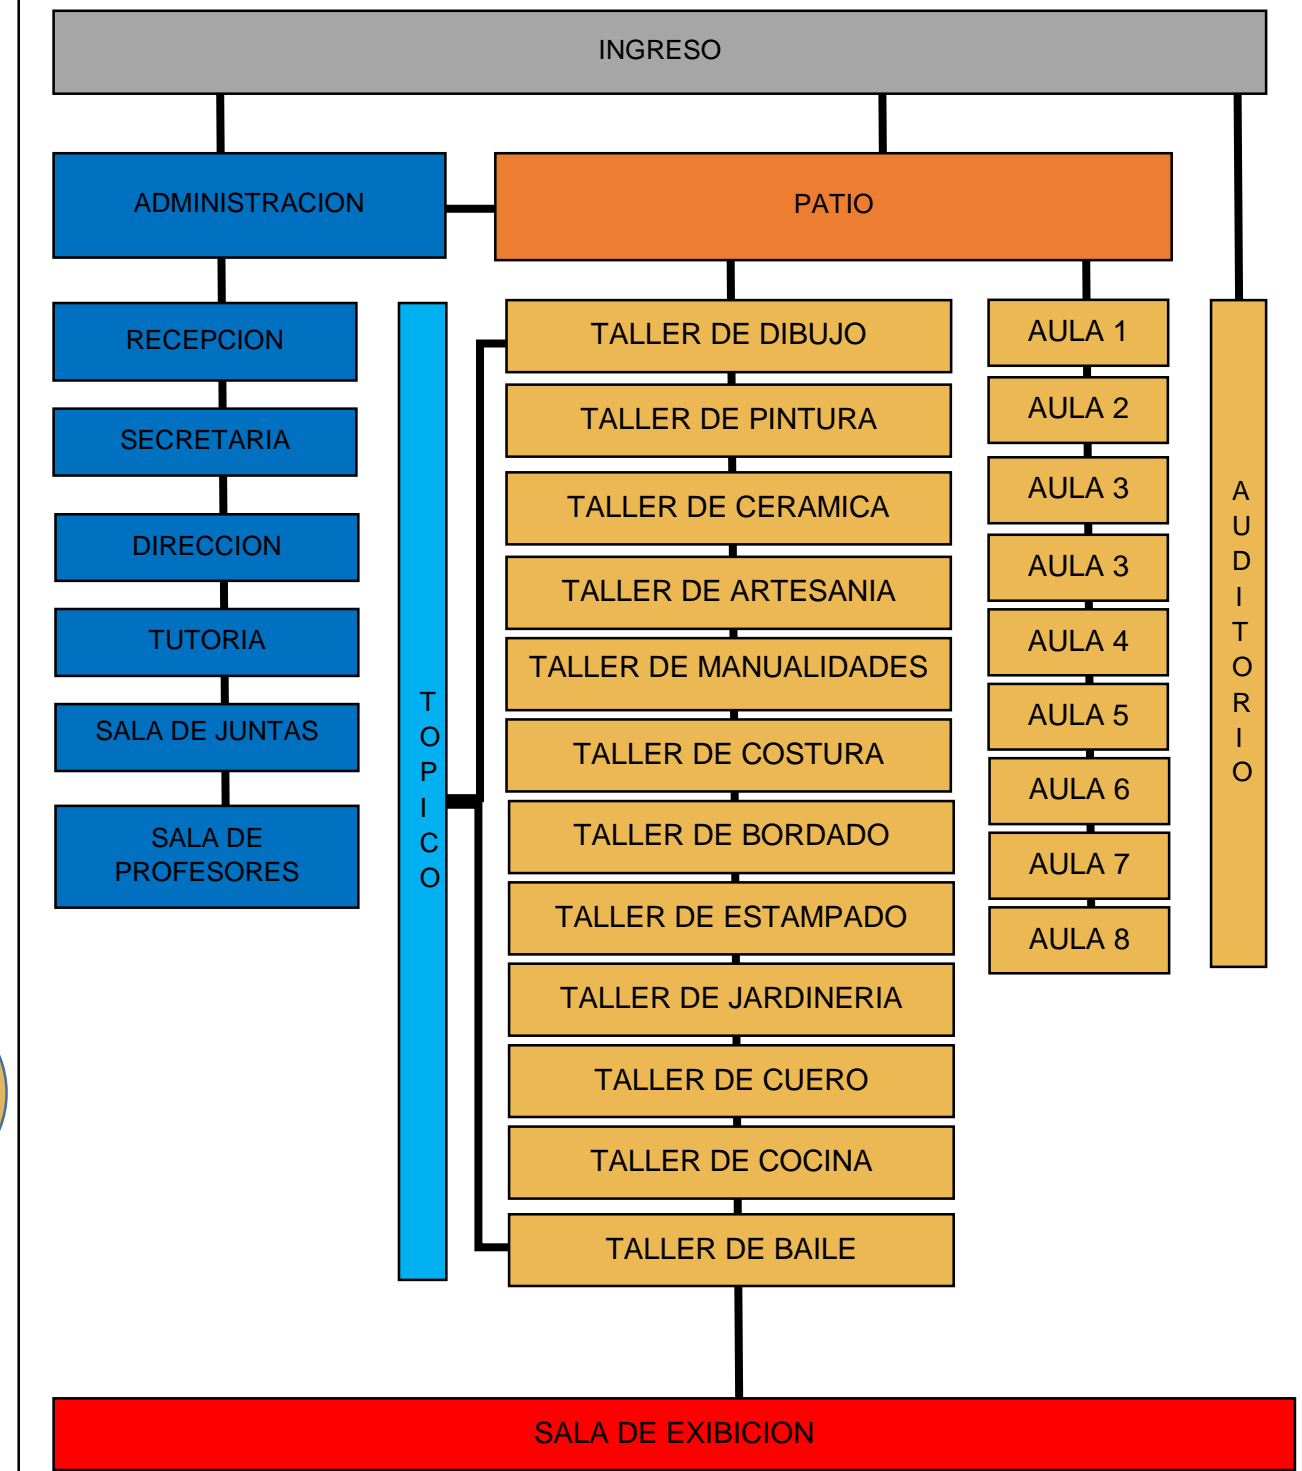 INGRESO
ADMINISTRACION
PATIO
RECEPCION
SECRETARIA
DIRECCION
TUTORIA
SALA DE JUNTAS
SALA DE
PROFESORES
TOPICO
TALLER DE DIBUJO
TALLER DE PINTURA
TALLER DE CERAMICA
TALLER DE ARTESANIA
TALLER DE MANUALIDADES
TALLER DE COSTURA
TALLER DE BORDADO
TALLER DE ESTAMPADO
TALLER DE JARDINERIA
TALLER DE CUERO
TALLER DE COCINA
TALLER DE BAILE
AULA 1
AULA 2
AULA 3
AULA 3
AULA 4
AULA 5
AULA 6
AULA 7
AULA 8
AUDITORIO
SALA DE EXIBICION